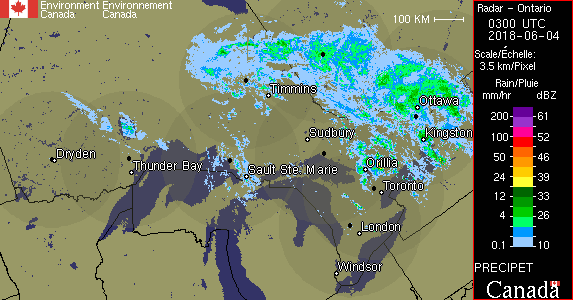 Environment Environnement
Canada Canada
100 KM
Radar - Ontario
0300 UTC
2018-06-04
Scale/Échelle:
3.5 km/Pixel
Rain/Pluie
mm/hr dBZ
200 61
100 52
50 46
24 39
12 33
4 26
0.1 10
Timmins
Ottawa
Sudbury
Kingston
Dryden
Thunder Bay
Sault Ste. Marie
Orillia
Toronto
London
Windsor
PRECIPET
Canada